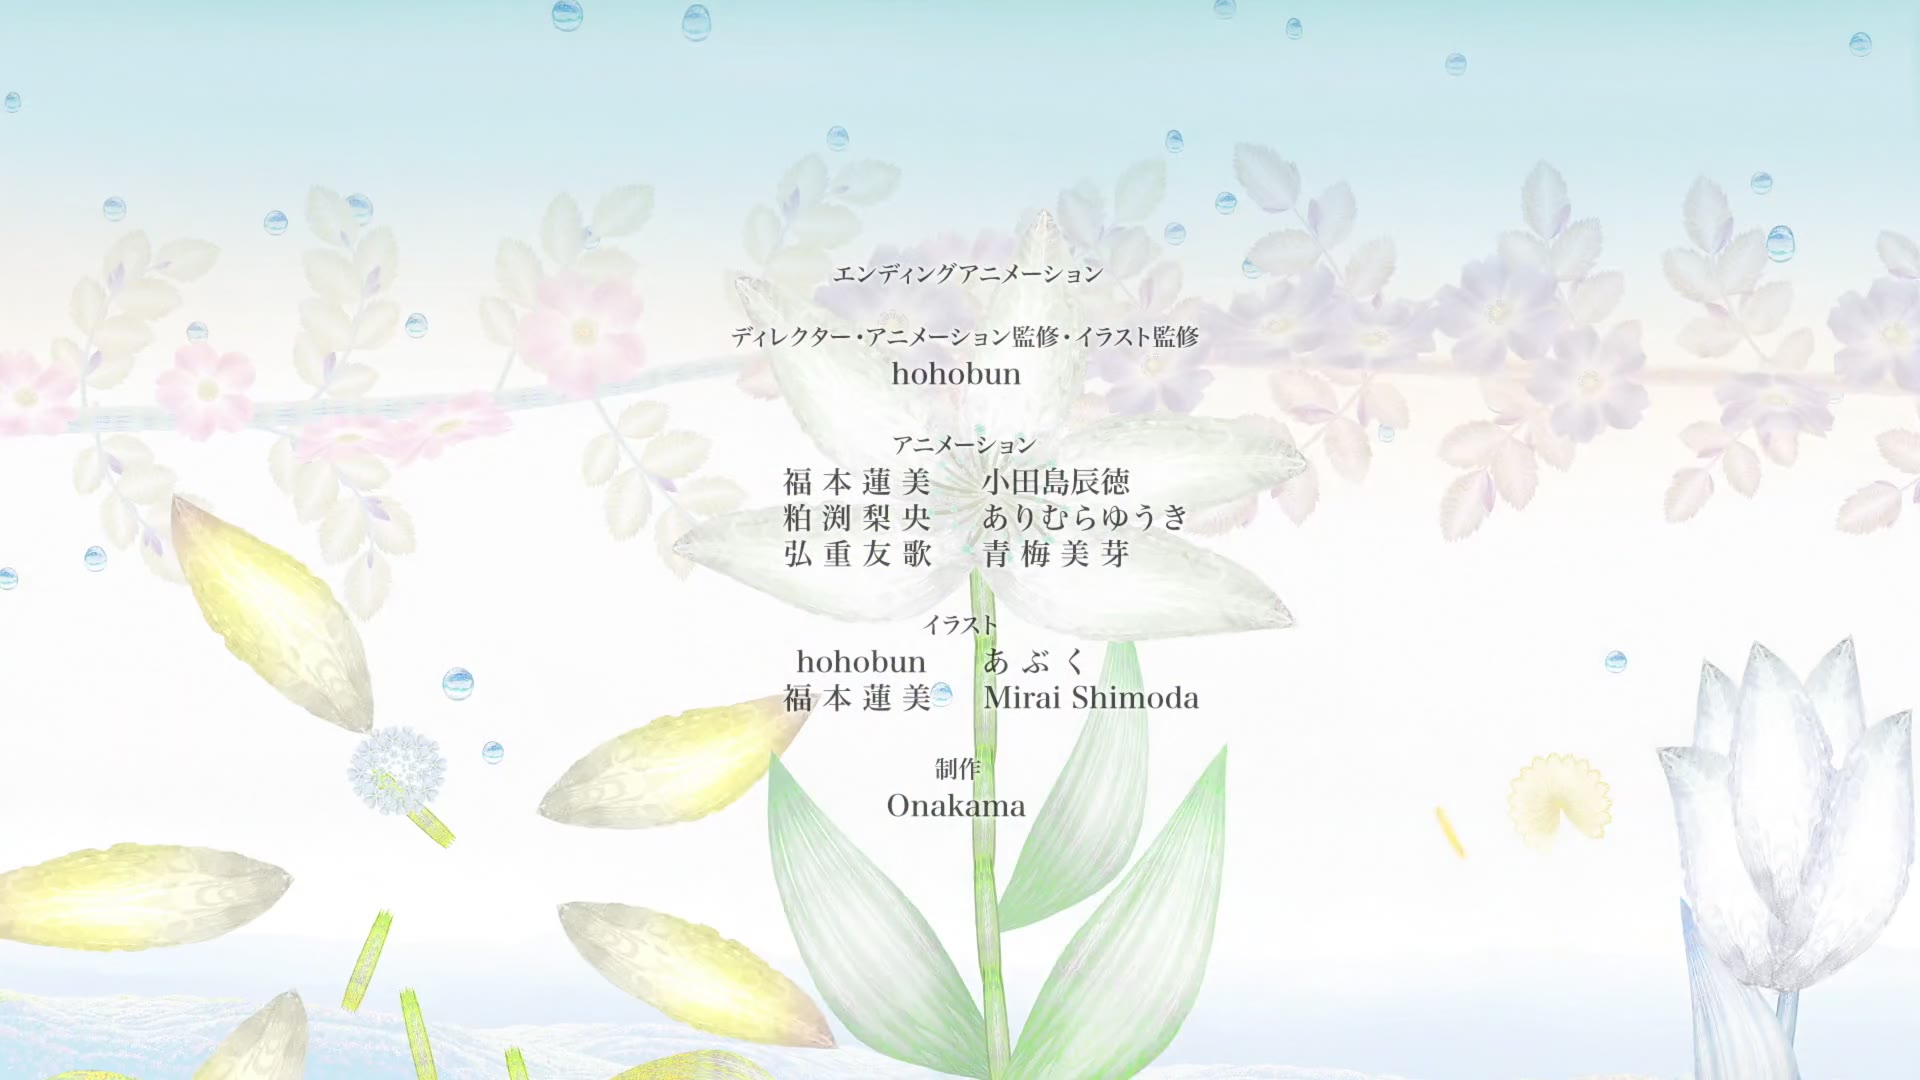 エンディングアニメーション
ディレクター・アニメーション監修・イラスト監修
hohobun
アニメーション
福本蓮美 小田島辰徳
粕渕梨央 ありむらゆうき
弘重友歌 青梅美芽
イラスト
hohobun あぶく
福本蓮美 Mirai Shimoda
制作
Onakama